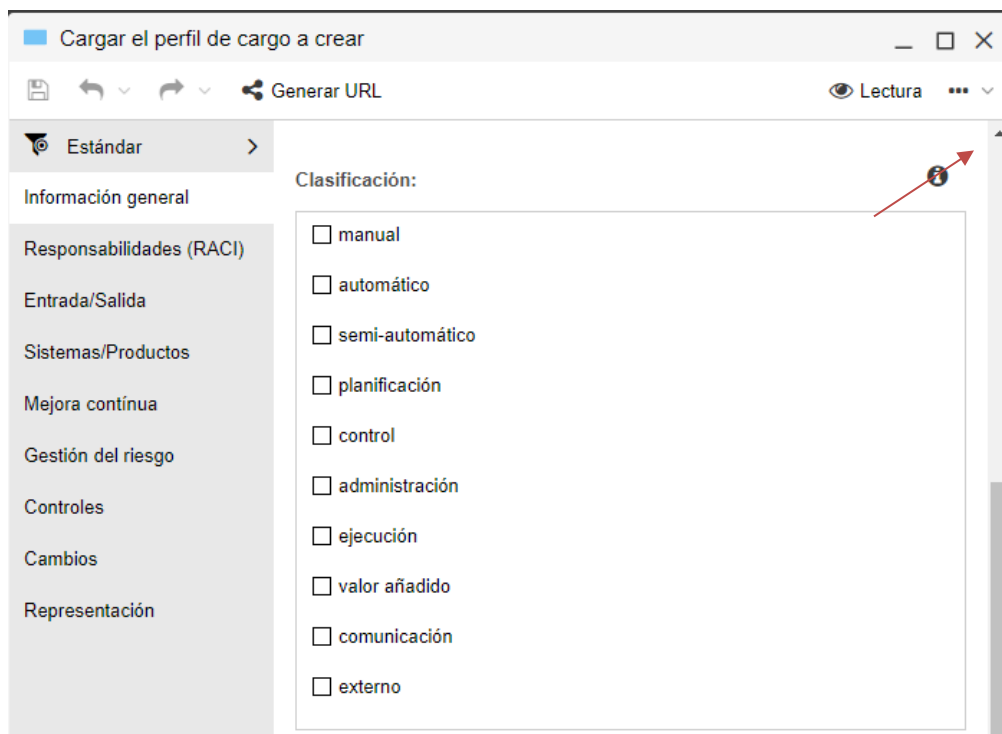 Cargar el perfil de cargo a crear
Generar URL
Lectura
Estándar
Información general
Responsabilidades (RACI)
Entrada/Salida
Sistemas/Productos
Mejora contínua
Gestión del riesgo
Controles
Cambios
Representación
Clasificación:
manual
automático
semi-automático
planificación
control
administración
ejecución
valor añadido
comunicación
externo